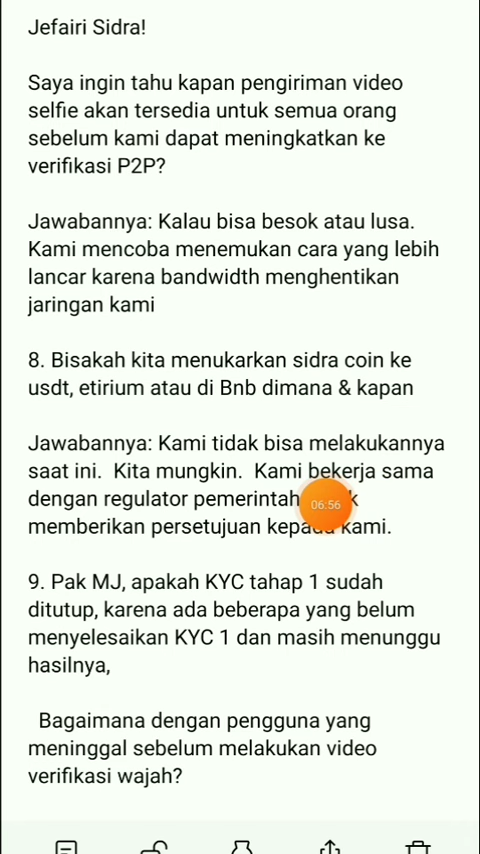 Jefairi Sidra!
Saya ingin tahu kapan pengiriman video
selfie akan tersedia untuk semua orang
sebelum kami dapat meningkatkan ke
verifikasi P2P?
Jawabannya: Kalau bisa besok atau lusa.
Kami mencoba menemukan cara yang lebih
lancar karena bandwidth menghentikan
jaringan kami
8. Bisakah kita menukarkan sidra coin ke
usdt, etirium atau di Bnb dimana & kapan
Jawabannya: Kami tidak bisa melakukannya
saat ini.  Kita mungkin.  Kami bekerja sama
dengan regulator pemerintah
06:56
memberikan persetujuan kepada kami.
9. Pak MJ, apakah KYC tahap 1 sudah
ditutup, karena ada beberapa yang belum
menyelesaikan KYC 1 dan masih menunggu
hasilnya,
Bagaimana dengan pengguna yang
meninggal sebelum melakukan video
verifikasi wajah?